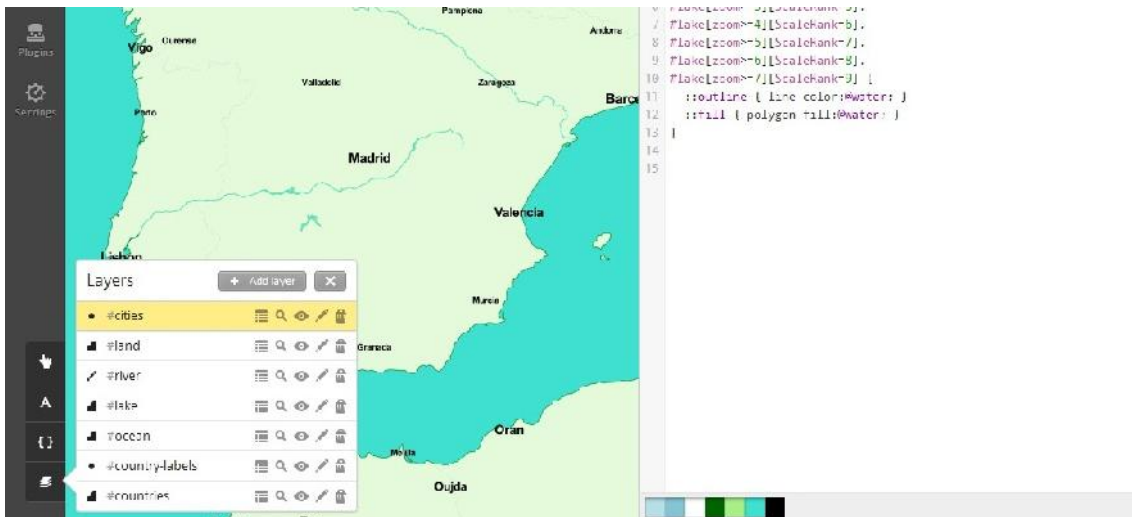 Plugins
Settings
A
{}
Pamplona
Andorra
Vigo
Ourense
Valladolid
Zaragoza
Porto
Madrid
Valencia
Lisbon
Murcia
Granada
Melilla
Oran
Oujda
Layers
+ Add layer
#cities
#land
#river
#lake
#ocean
#country-labels
#countries
7 #lake[zoom>=4][ScaleRank=6],
8 #lake[zoom>=5][ScaleRank=7],
9 #lake[zoom>=6][ScaleRank=8],
10 #lake[zoom>=7][ScaleRank=9] {
11 ::outline { line-color:@water; }
12 ::fill { polygon-fill:@water; }
13 }
14
15